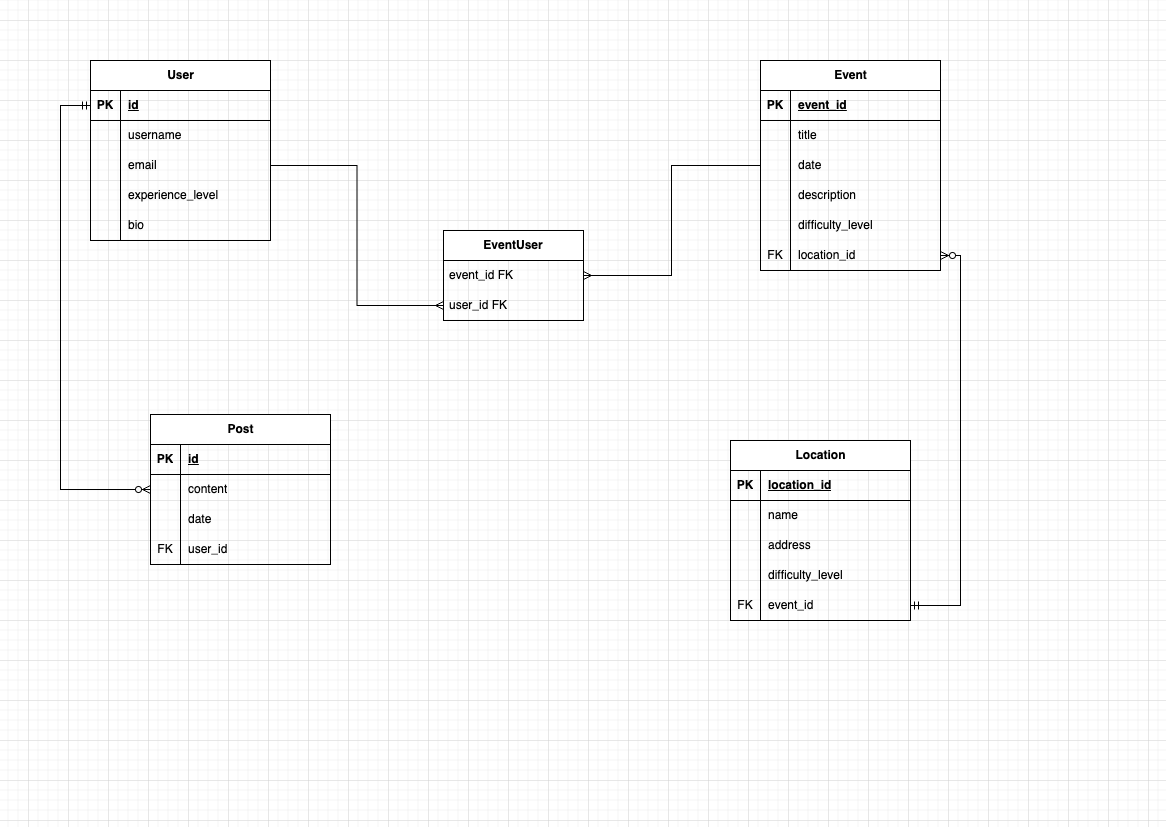 User
PK id
username
email
experience_level
bio
Event
PK event_id
title
date
description
difficulty_level
FK location_id
EventUser
event_id FK
user_id FK
Post
PK id
content
date
FK user_id
Location
PK location_id
name
address
difficulty_level
FK event_id